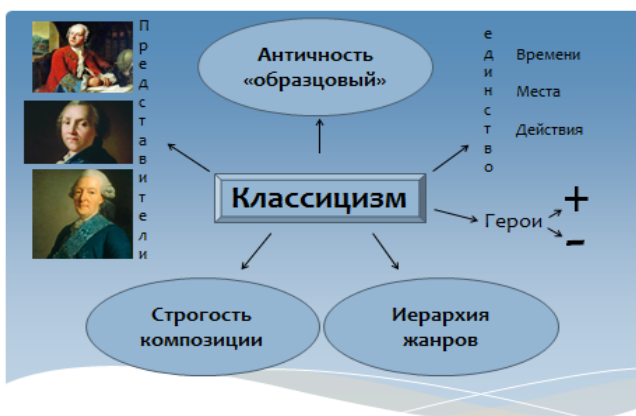 Представители
Античность
«образцовый»
единство
Времени
Места
Действия
Классицизм
Герои
+
-
Строгость
композиции
Иерархия
жанров